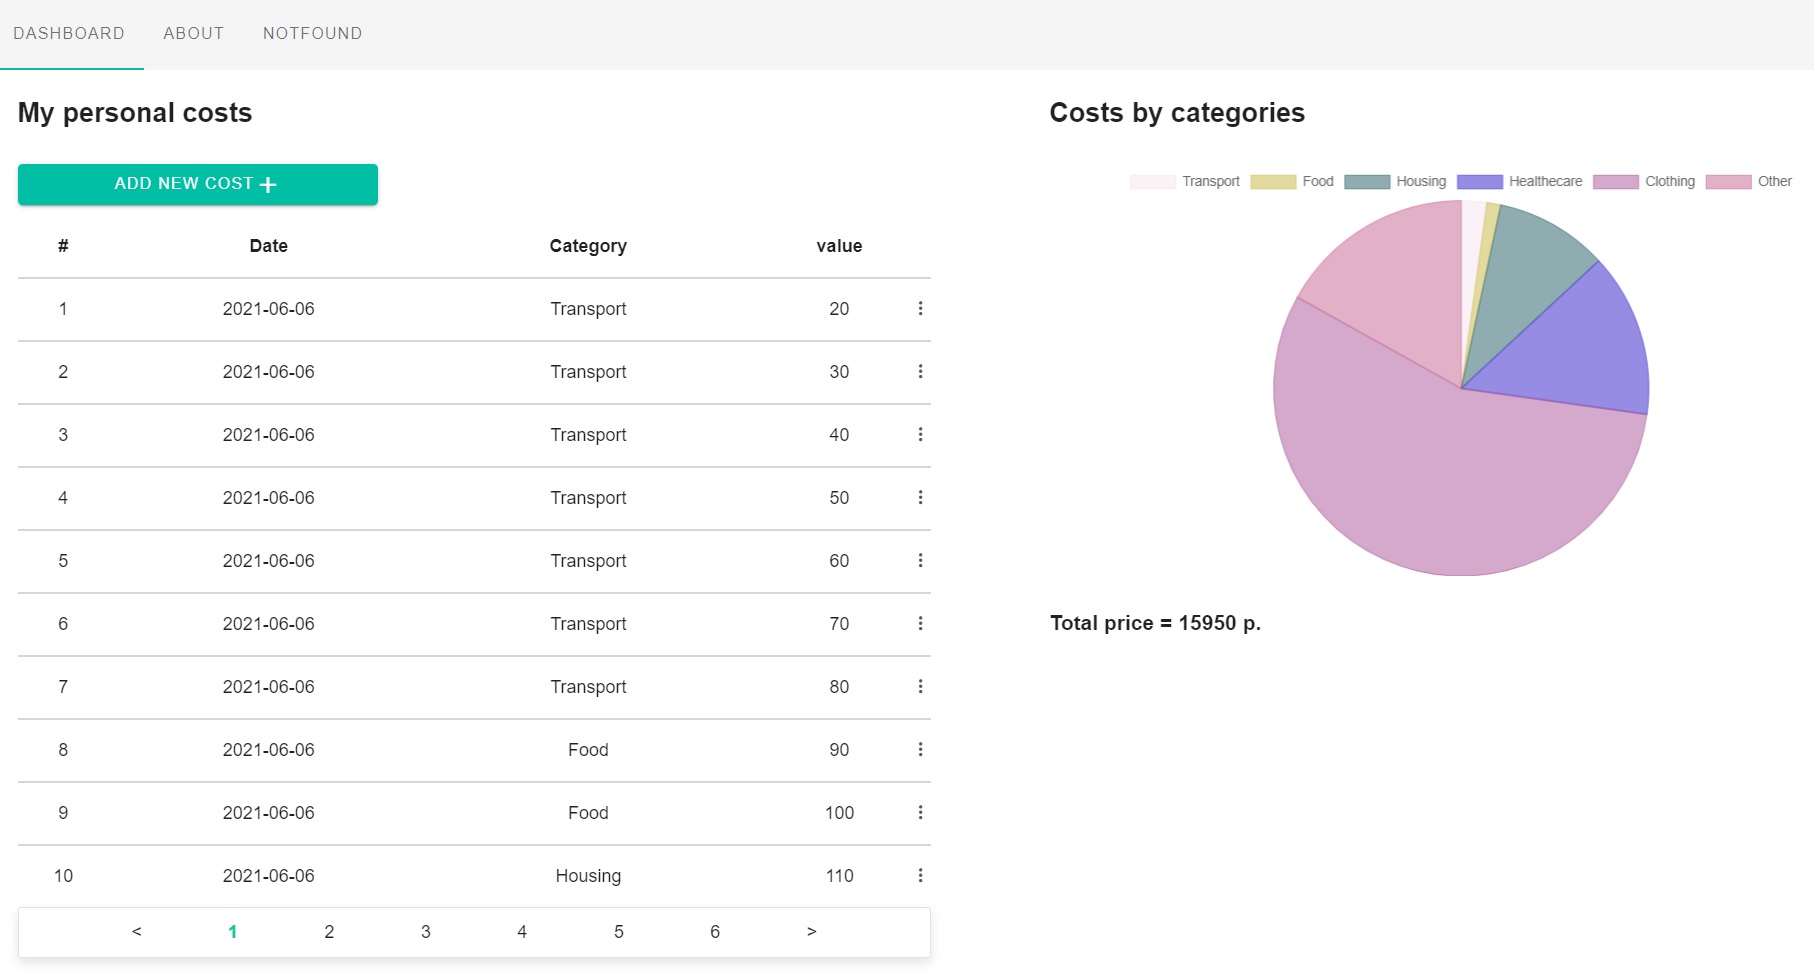 DASHBOARD ABOUT NOTFOUND
My personal costs
ADD NEW COST +
# Date Category value
1 2021-06-06 Transport 20
2 2021-06-06 Transport 30
3 2021-06-06 Transport 40
4 2021-06-06 Transport 50
5 2021-06-06 Transport 60
6 2021-06-06 Transport 70
7 2021-06-06 Transport 80
8 2021-06-06 Food 90
9 2021-06-06 Food 100
10 2021-06-06 Housing 110
< 1 2 3 4 5 6 >
Costs by categories
Transport Food Housing Healthecare Clothing Other
Total price = 15950 p.